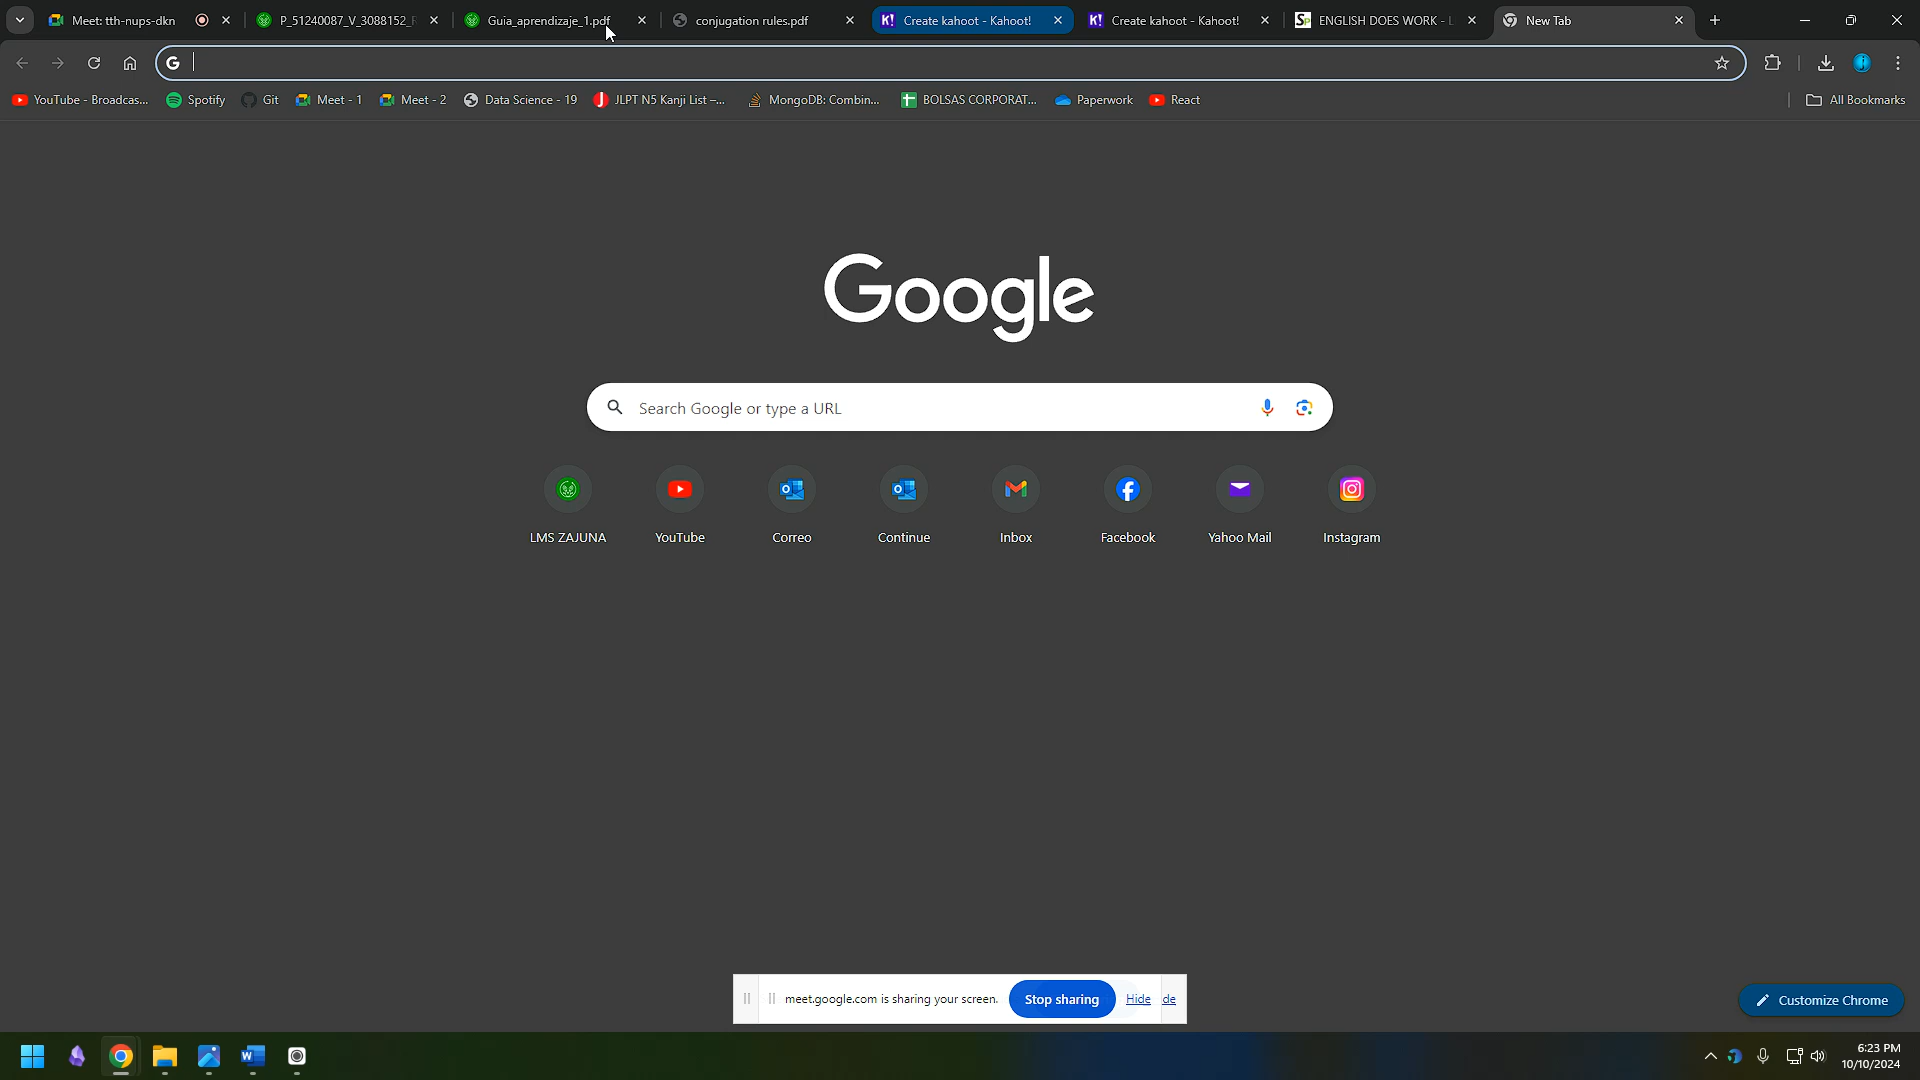 Meet: tth-nups-dkn
P_51240087_V_3088152_F
Guia_aprendizaje_1.pdf
conjugation rules.pdf
K! Create kahoot - Kahoot!
K! Create kahoot - Kahoot!
Sp ENGLISH DOES WORK - L
New Tab
YouTube - Broadcas...
Spotify
Git
Meet - 1
Meet - 2
Data Science - 19
JLPT N5 Kanji List –...
MongoDB: Combin...
BOLSAS CORPORAT...
Paperwork
React
All Bookmarks
Google
Search Google or type a URL
LMS ZAJUNA
YouTube
Correo
Continue
Inbox
Facebook
Yahoo Mail
Instagram
meet.google.com is sharing your screen.
Stop sharing
Hide
de
Customize Chrome
6:23 PM
10/10/2024